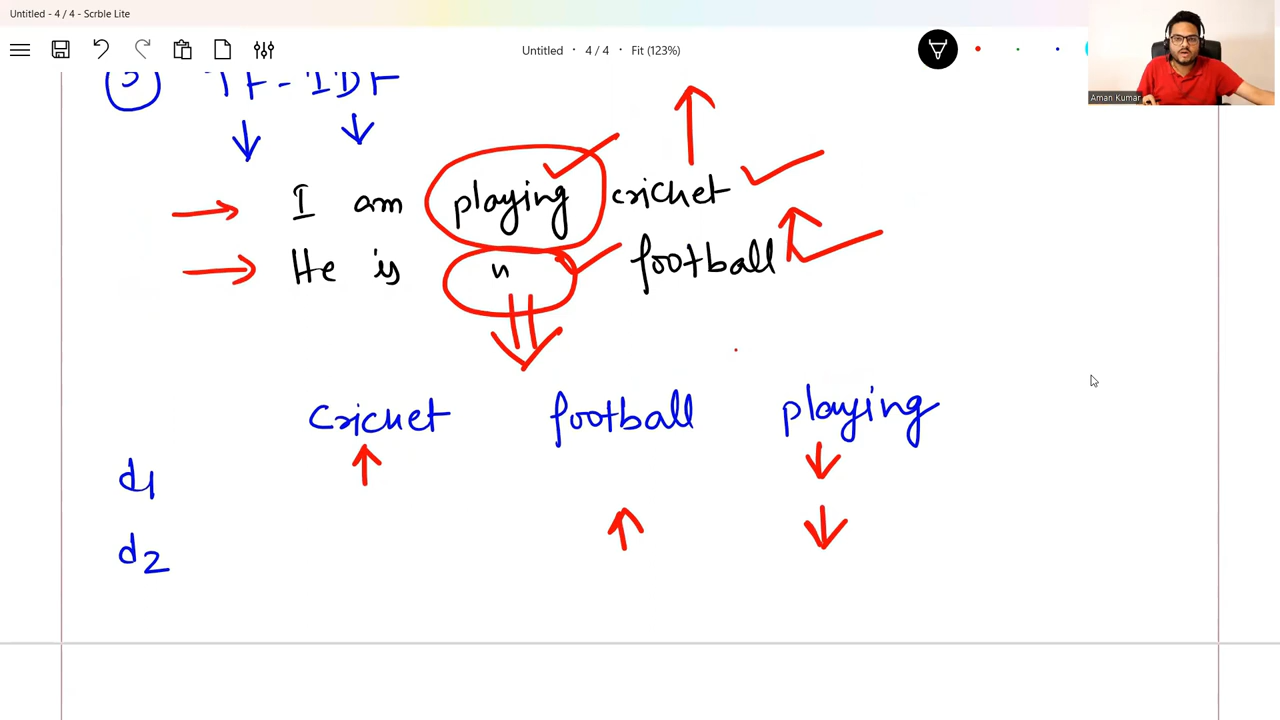 Untitled - 4 / 4 - Scrble Lite
Untitled • 4 / 4 • Fit (123%)
Aman Kumar
3 TF - IDF
I am playing cricket
He is " football
cricket football playing
d1
d2